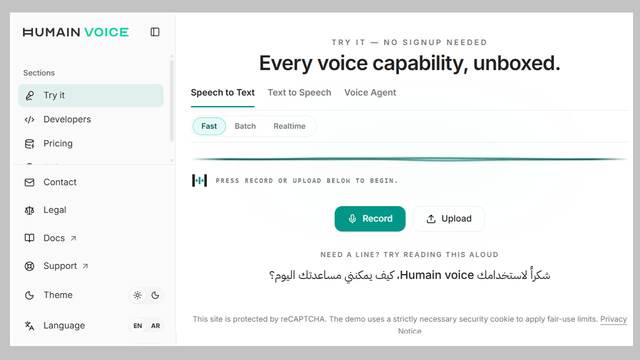 HUMAIN VOICE
Sections
Try it
Developers
Pricing
Contact
Legal
Docs ↗
Support ↗
Theme
Language
EN AR
TRY IT — NO SIGNUP NEEDED
Every voice capability, unboxed.
Speech to Text Text to Speech Voice Agent
Fast Batch Realtime
PRESS RECORD OR UPLOAD BELOW TO BEGIN.
Record Upload
NEED A LINE? TRY READING THIS ALOUD
شكراً لاستخدامك Humain voice، كيف يمكنني مساعدتك اليوم؟
This site is protected by reCAPTCHA. The demo uses a strictly necessary security cookie to apply fair-use limits. Privacy
Notice